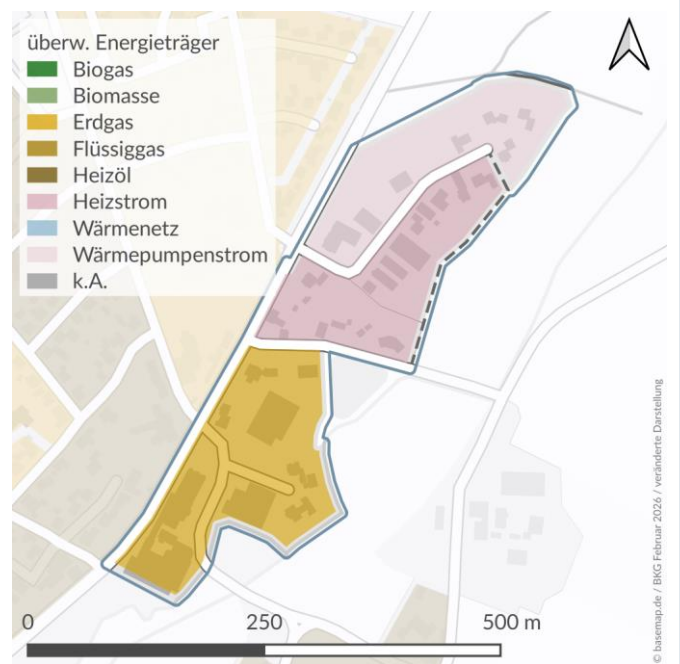 überw. Energieträger
Biogas
Biomasse
Erdgas
Flüssiggas
Heizöl
Heizstrom
Wärmenetz
Wärmepumpenstrom
k.A.
0 250 500 m
© basemap.de / BKG Februar 2026 / veränderte Darstellung